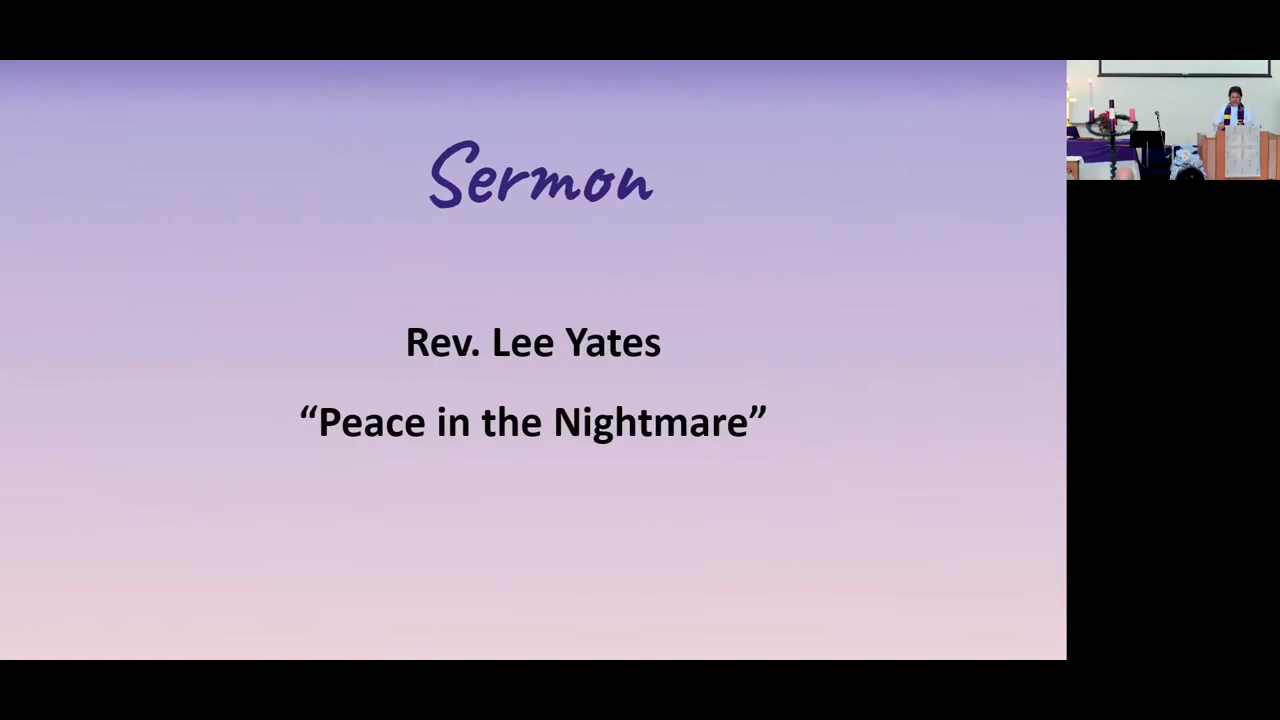 Sermon
Rev. Lee Yates
“Peace in the Nightmare”